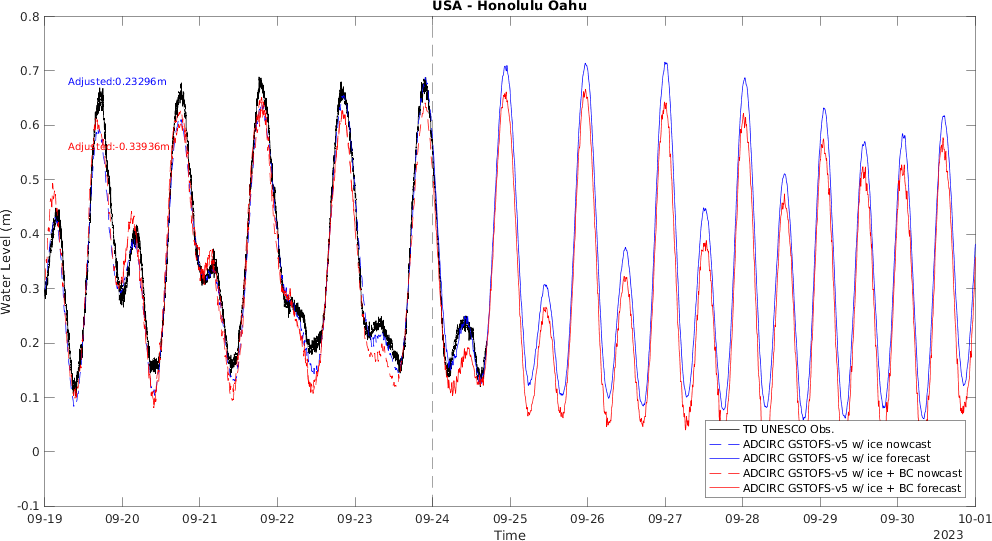 USA - Honolulu Oahu
0.8
0.7
0.6
0.5
0.4
0.3
0.2
0.1
0
-0.1
Water Level (m)
Adjusted:0.23296m
Adjusted:-0.33936m
TD UNESCO Obs.
ADCIRC GSTOFS-v5 w/ ice nowcast
ADCIRC GSTOFS-v5 w/ ice forecast
ADCIRC GSTOFS-v5 w/ ice + BC nowcast
ADCIRC GSTOFS-v5 w/ ice + BC forecast
09-19 09-20 09-21 09-22 09-23 09-24 09-25 09-26 09-27 09-28 09-29 09-30 10-01
Time
2023